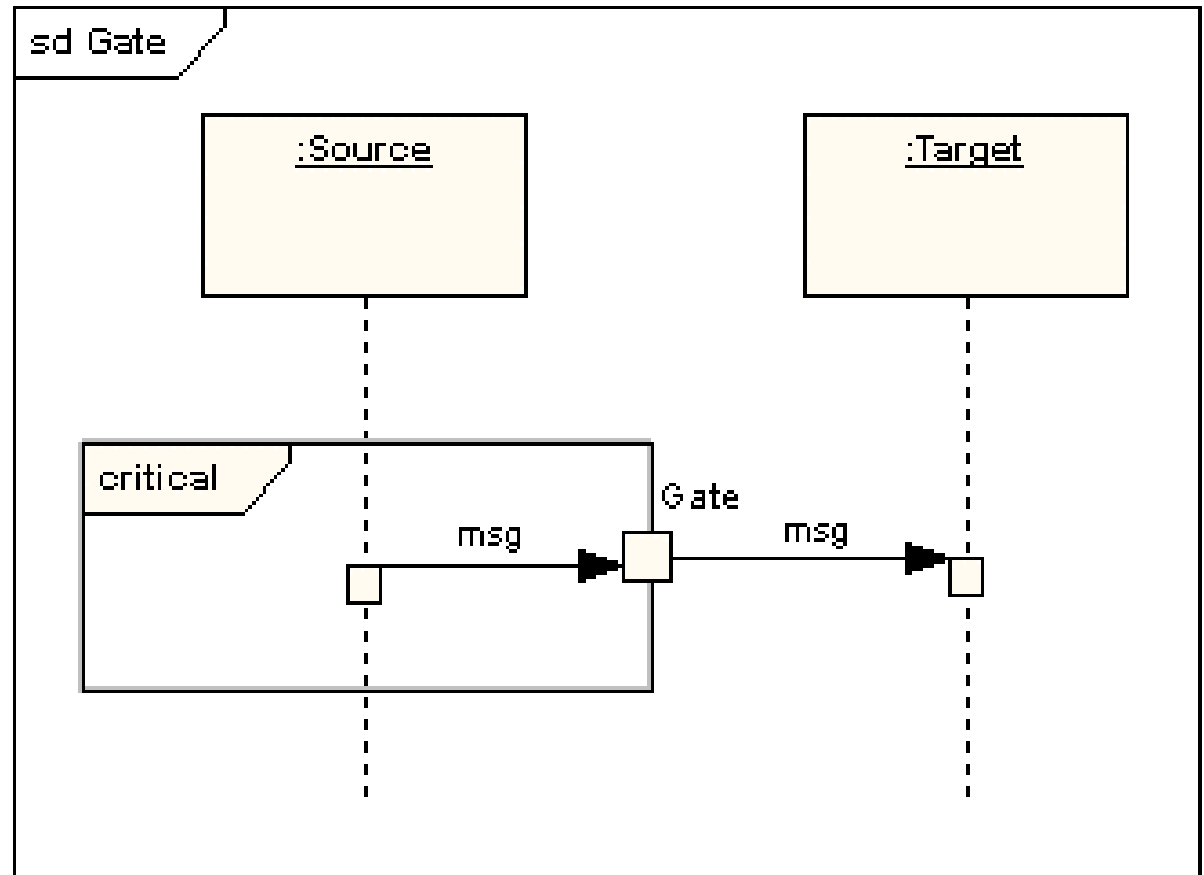 sd Gate
:Source
:Target
critical
Gate
msg
msg